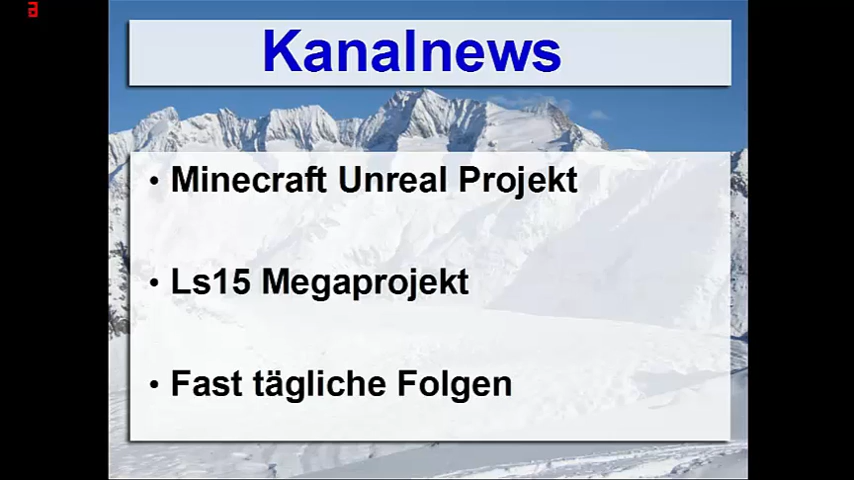 a
Kanalnews
• Minecraft Unreal Projekt
• Ls15 Megaprojekt
• Fast tägliche Folgen